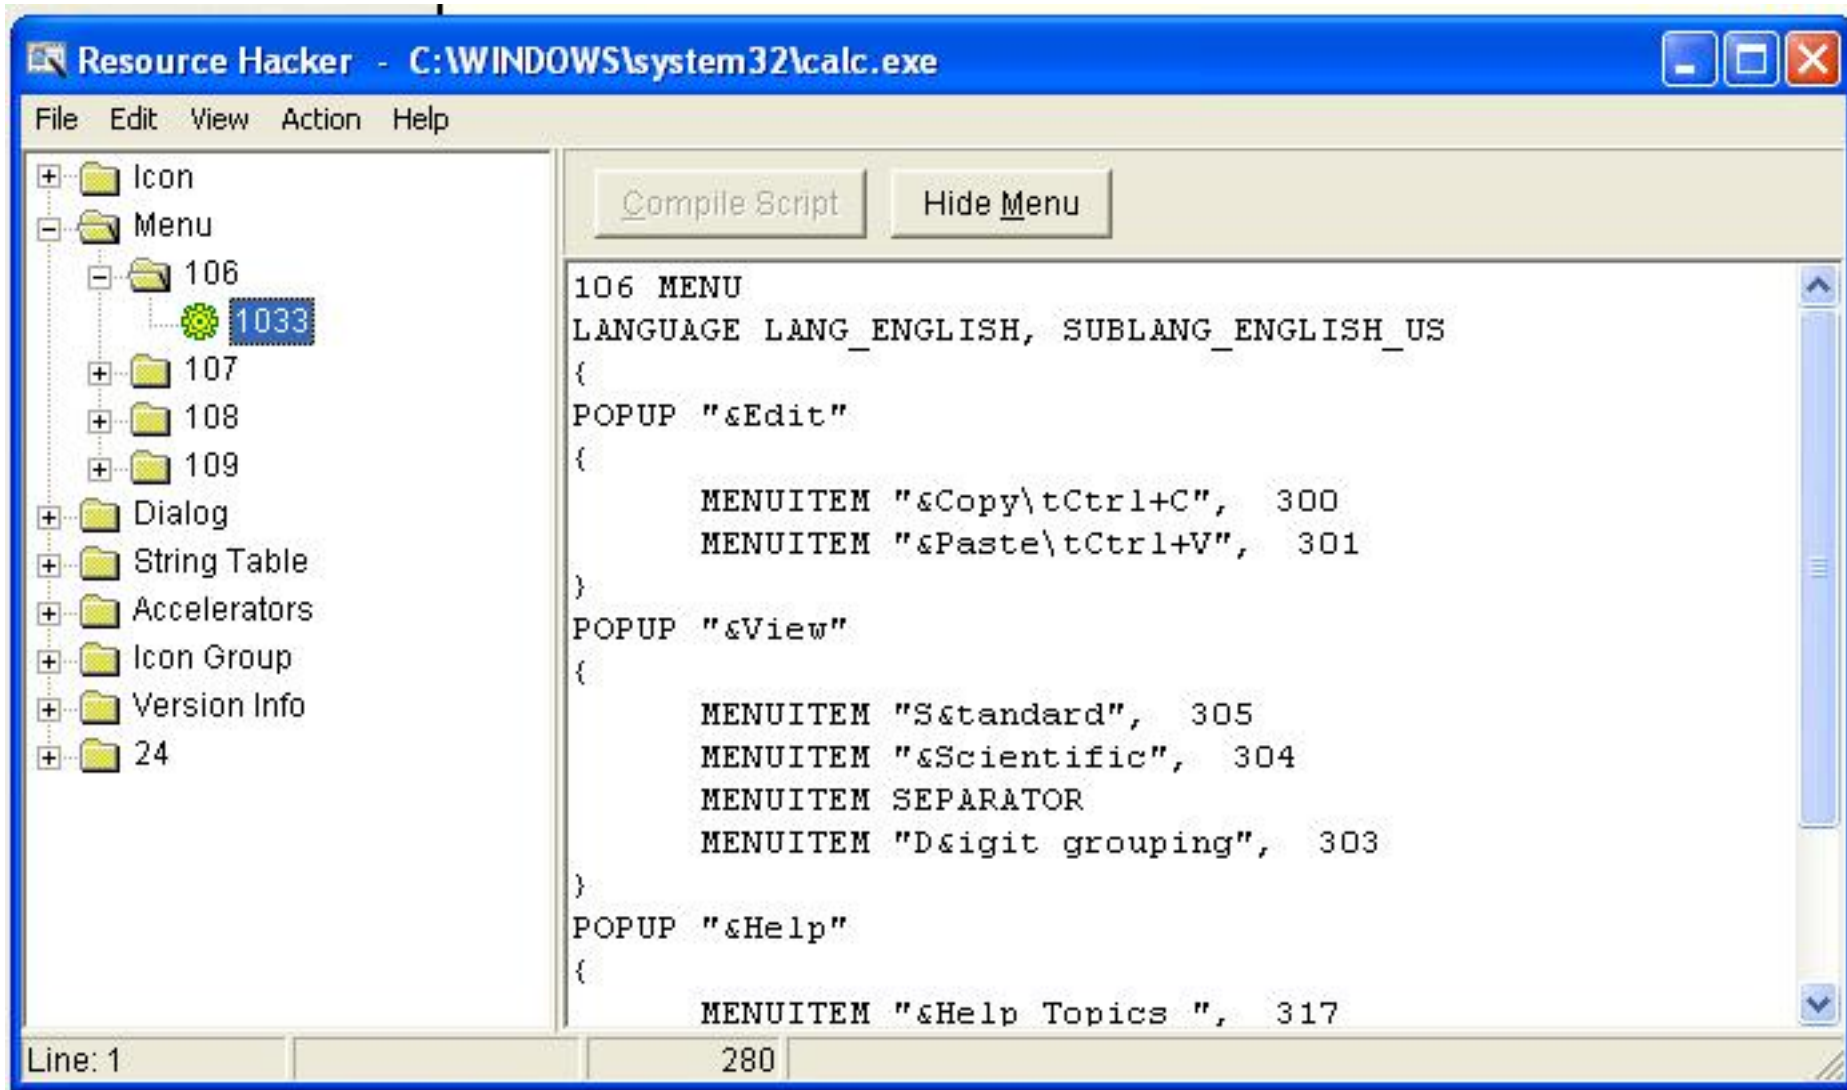 Resource Hacker - C:\WINDOWS\system32\calc.exe
File Edit View Action Help
Icon
Menu
106
1033
107
108
109
Dialog
String Table
Accelerators
Icon Group
Version Info
24
Compile Script Hide Menu
106 MENU
LANGUAGE LANG_ENGLISH, SUBLANG_ENGLISH_US
{
POPUP "&Edit"
{
MENUITEM "&Copy\tCtrl+C", 300
MENUITEM "&Paste\tCtrl+V", 301
}
POPUP "&View"
{
MENUITEM "S&tandard", 305
MENUITEM "&Scientific", 304
MENUITEM SEPARATOR
MENUITEM "D&igit grouping", 303
}
POPUP "&Help"
{
MENUITEM "&Help Topics ", 317
Line: 1 280